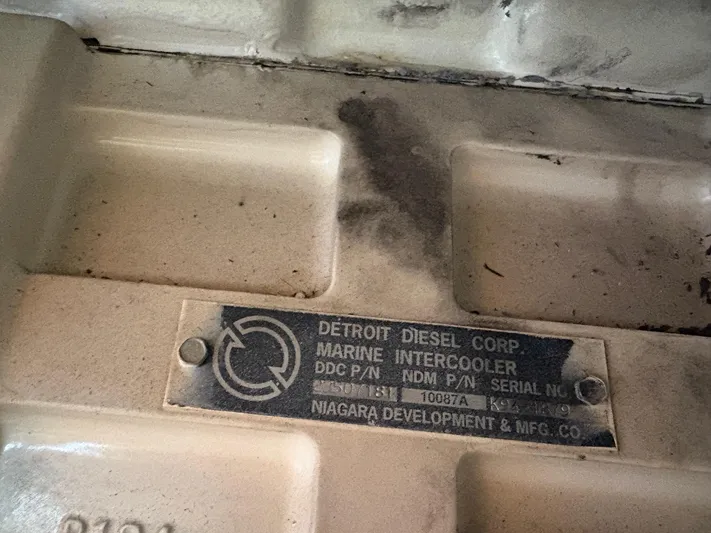 DETROIT DIESEL CORP.
MARINE INTERCOOLER
DDC P/N NDM P/N SERIAL NO
10087A
NIAGARA DEVELOPMENT & MFG. CO